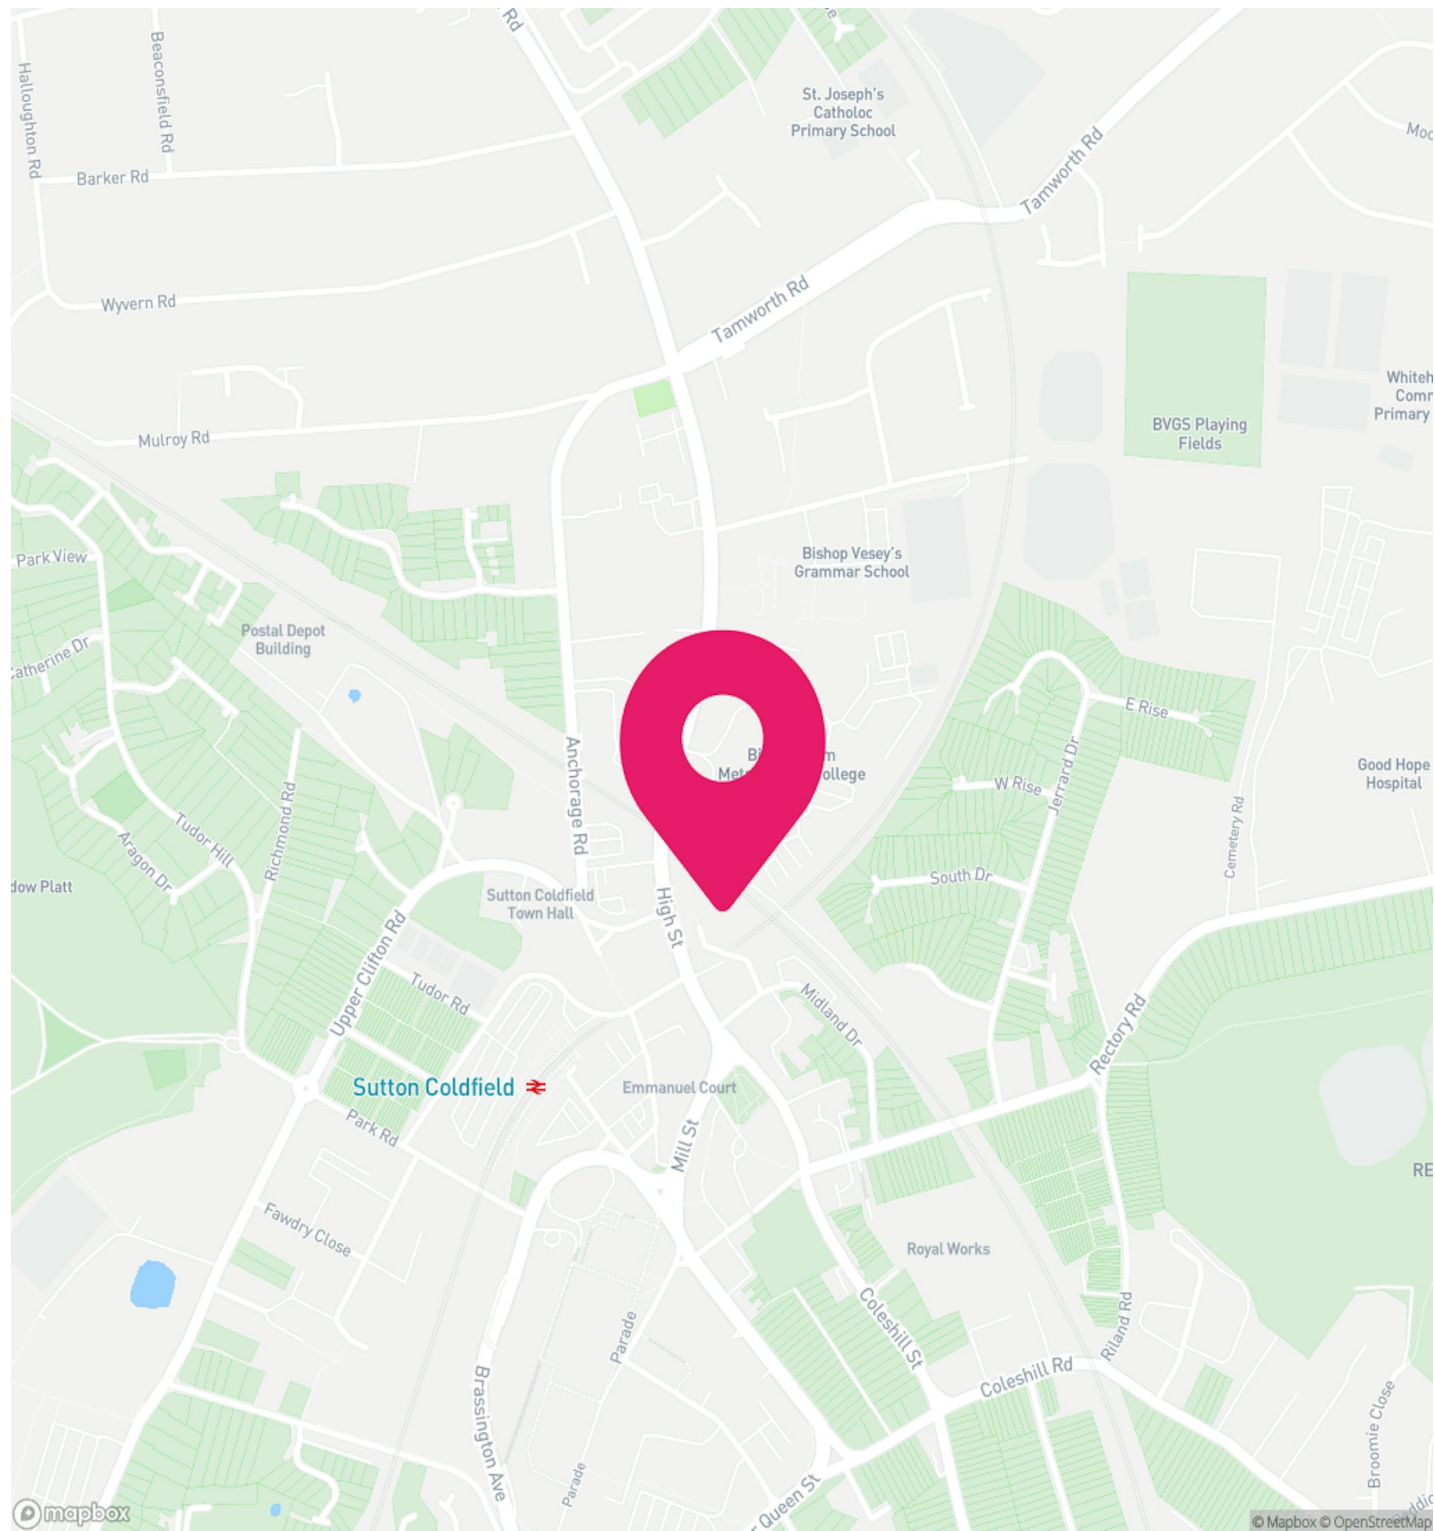 Rd
Beaconsfield Rd
Halloughton Rd
St. Joseph's
Catholoc
Primary School
Barker Rd
Tamworth Rd
Wyvern Rd
Tamworth Rd
BVGS Playing
Fields
Primary
Mulroy Rd
Park View
Bishop Vesey's
Grammar School
Postal Depot
Building
Catherine Dr
E Rise
Jerrard Dr
Anchorage Rd
W Rise
Good Hope
Hospital
Richmond Rd
Tudor Hill
Aragon Dr
Cemetery Rd
dow Platt
Sutton Coldfield
Town Hall
High St
South Dr
Upper Clifton Rd
Tudor Rd
Midland Dr
Rectory Rd
Sutton Coldfield
Emmanuel Court
Park Rd
Mill St
RE
Fawdry Close
Royal Works
Parade
Coleshill St
Riland Rd
Coleshill Rd
Brassington Ave
Broomie Close
Parade
Queen St
mapbox
© Mapbox © OpenStreetMap